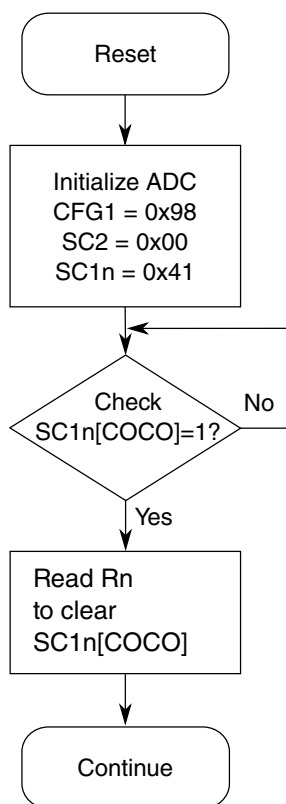 Reset
Initialize ADC
CFG1 = 0x98
SC2 = 0x00
SC1n = 0x41
Check
SC1n[COCO]=1?
No
Yes
Read Rn
to clear
SC1n[COCO]
Continue